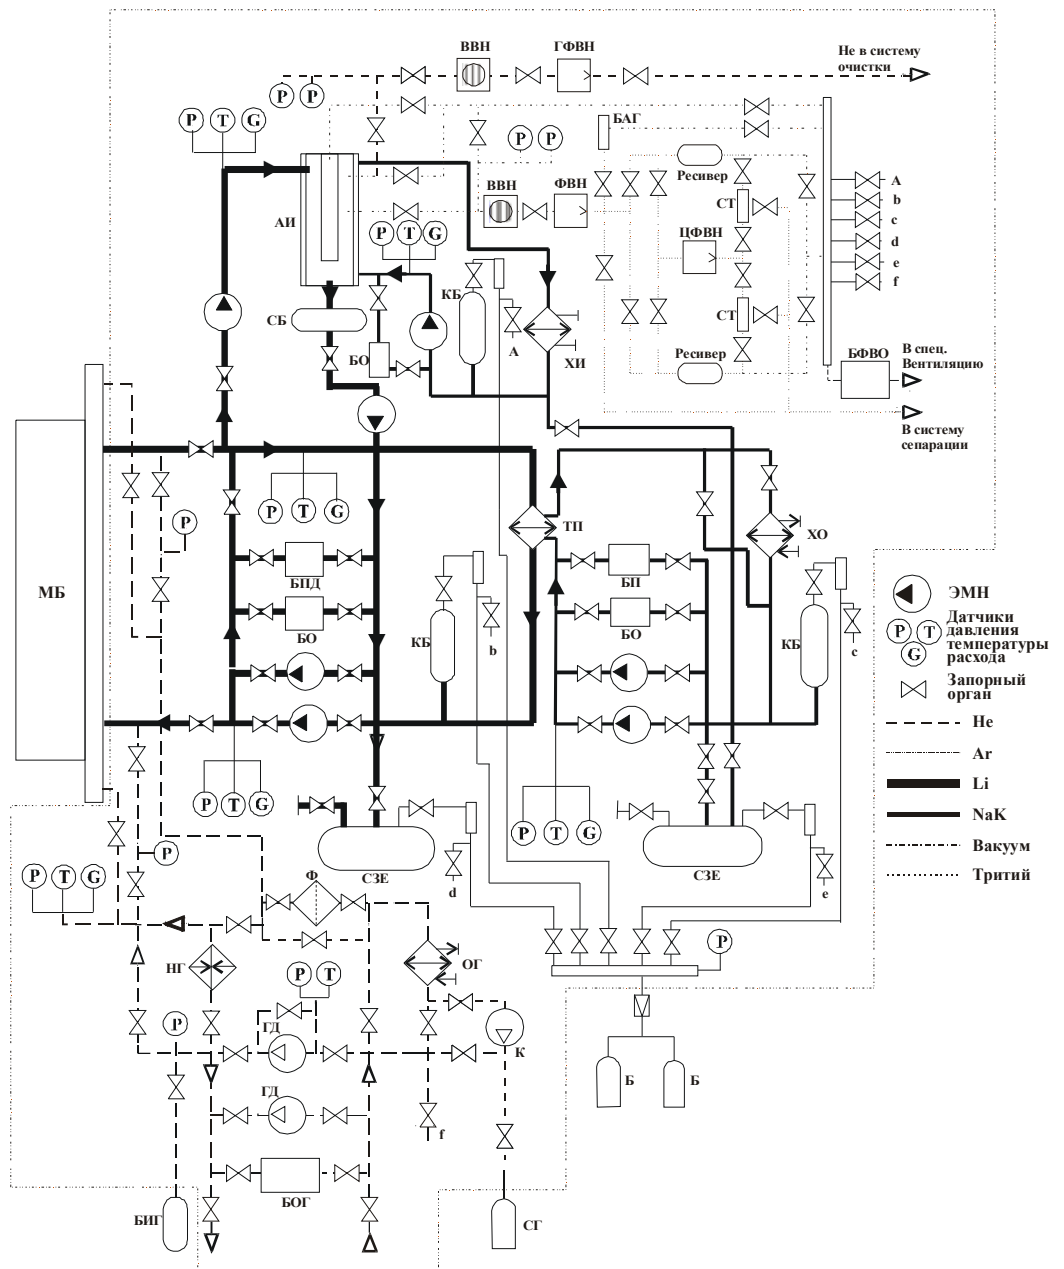 ВВН
ГФВН
Не в систему
очистки
P
P
P
T
G
БАГ
P
P
Ресивер
A
ВВН
ФВН
СТ
b
АИ
c
P
T
G
ЦФВН
d
e
КБ
f
СБ
СТ
A
БО
ХИ
Ресивер
БФВО
В спец.
Вентиляцию
В систему
сепарации
P
T
G
P
ТП
ХО
МБ
БПД
БП
ЭМН
Датчики
давления
температуры
расхода
P
T
G
БО
КБ
b
БО
КБ
c
Запорный
орган
He
Ar
Li
NaK
Вакуум
Тритий
P
T
G
P
T
G
P
СЗЕ
d
СЗЕ
e
P
T
G
Ф
P
НГ
P
T
ОГ
P
ГД
К
Б
Б
ГД
f
БОГ
БИГ
СГ